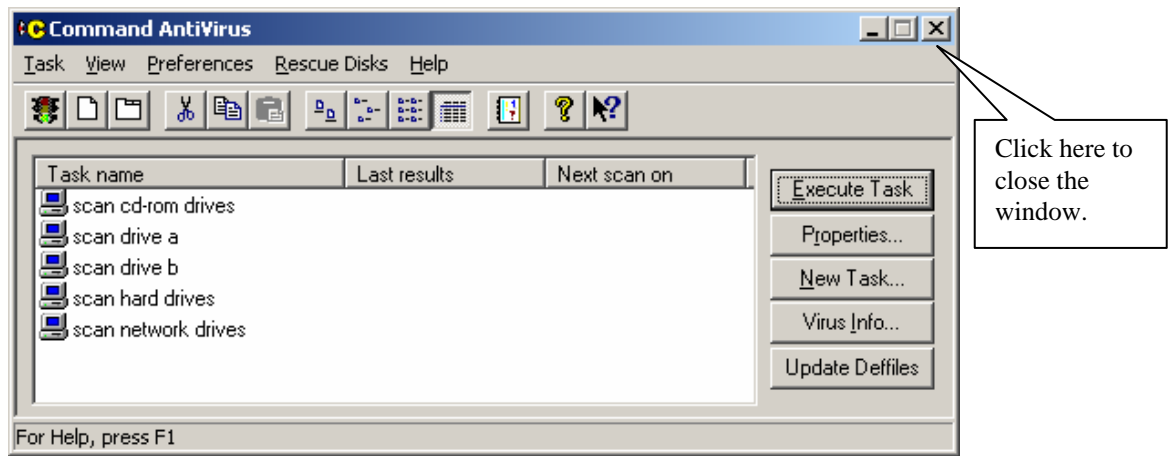 Command AntiVirus
Task View Preferences Rescue Disks Help
Click here to
close the
window.
Task name Last results Next scan on
scan cd-rom drives
scan drive a
scan drive b
scan hard drives
scan network drives
Execute Task
Properties...
New Task...
Virus Info...
Update Deffiles
For Help, press F1